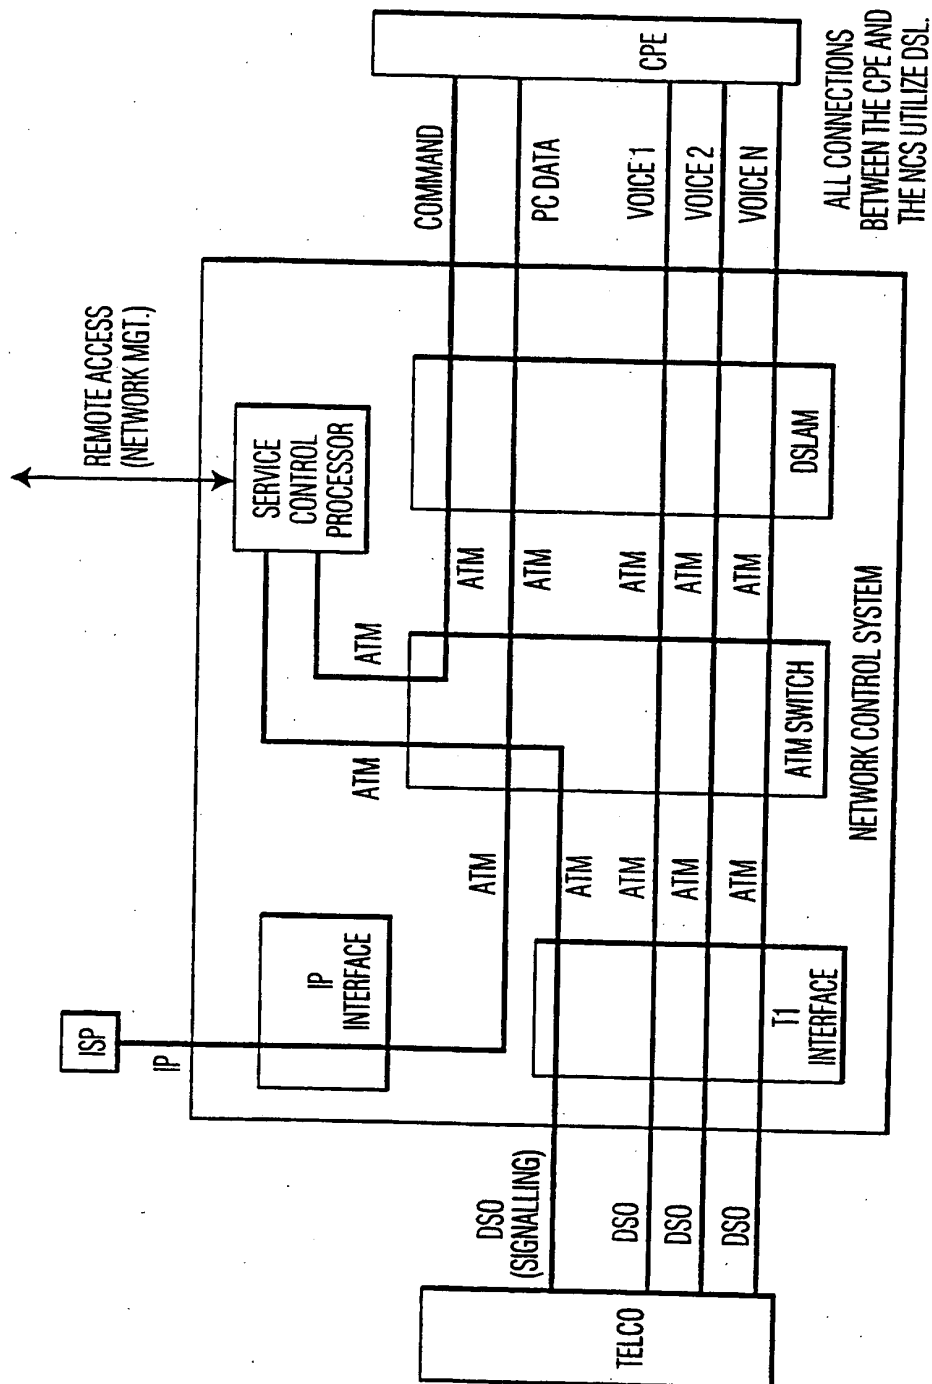 REMOTE ACCESS
(NETWORK MGT.)
ISP
IP
IP
INTERFACE
SERVICE
CONTROL
PROCESSOR
ATM
ATM
COMMAND
ATM
ATM
PC DATA
ATM
DSO
(SIGNALLING)
ATM
CPE
DSO
ATM
ATM
VOICE 1
DSO
ATM
ATM
VOICE 2
DSO
ATM
ATM
VOICE N
TELCO
T1
INTERFACE
ATM SWITCH
DSLAM
NETWORK CONTROL SYSTEM
ALL CONNECTIONS
BETWEEN THE CPE AND
THE NCS UTILIZE DSL.